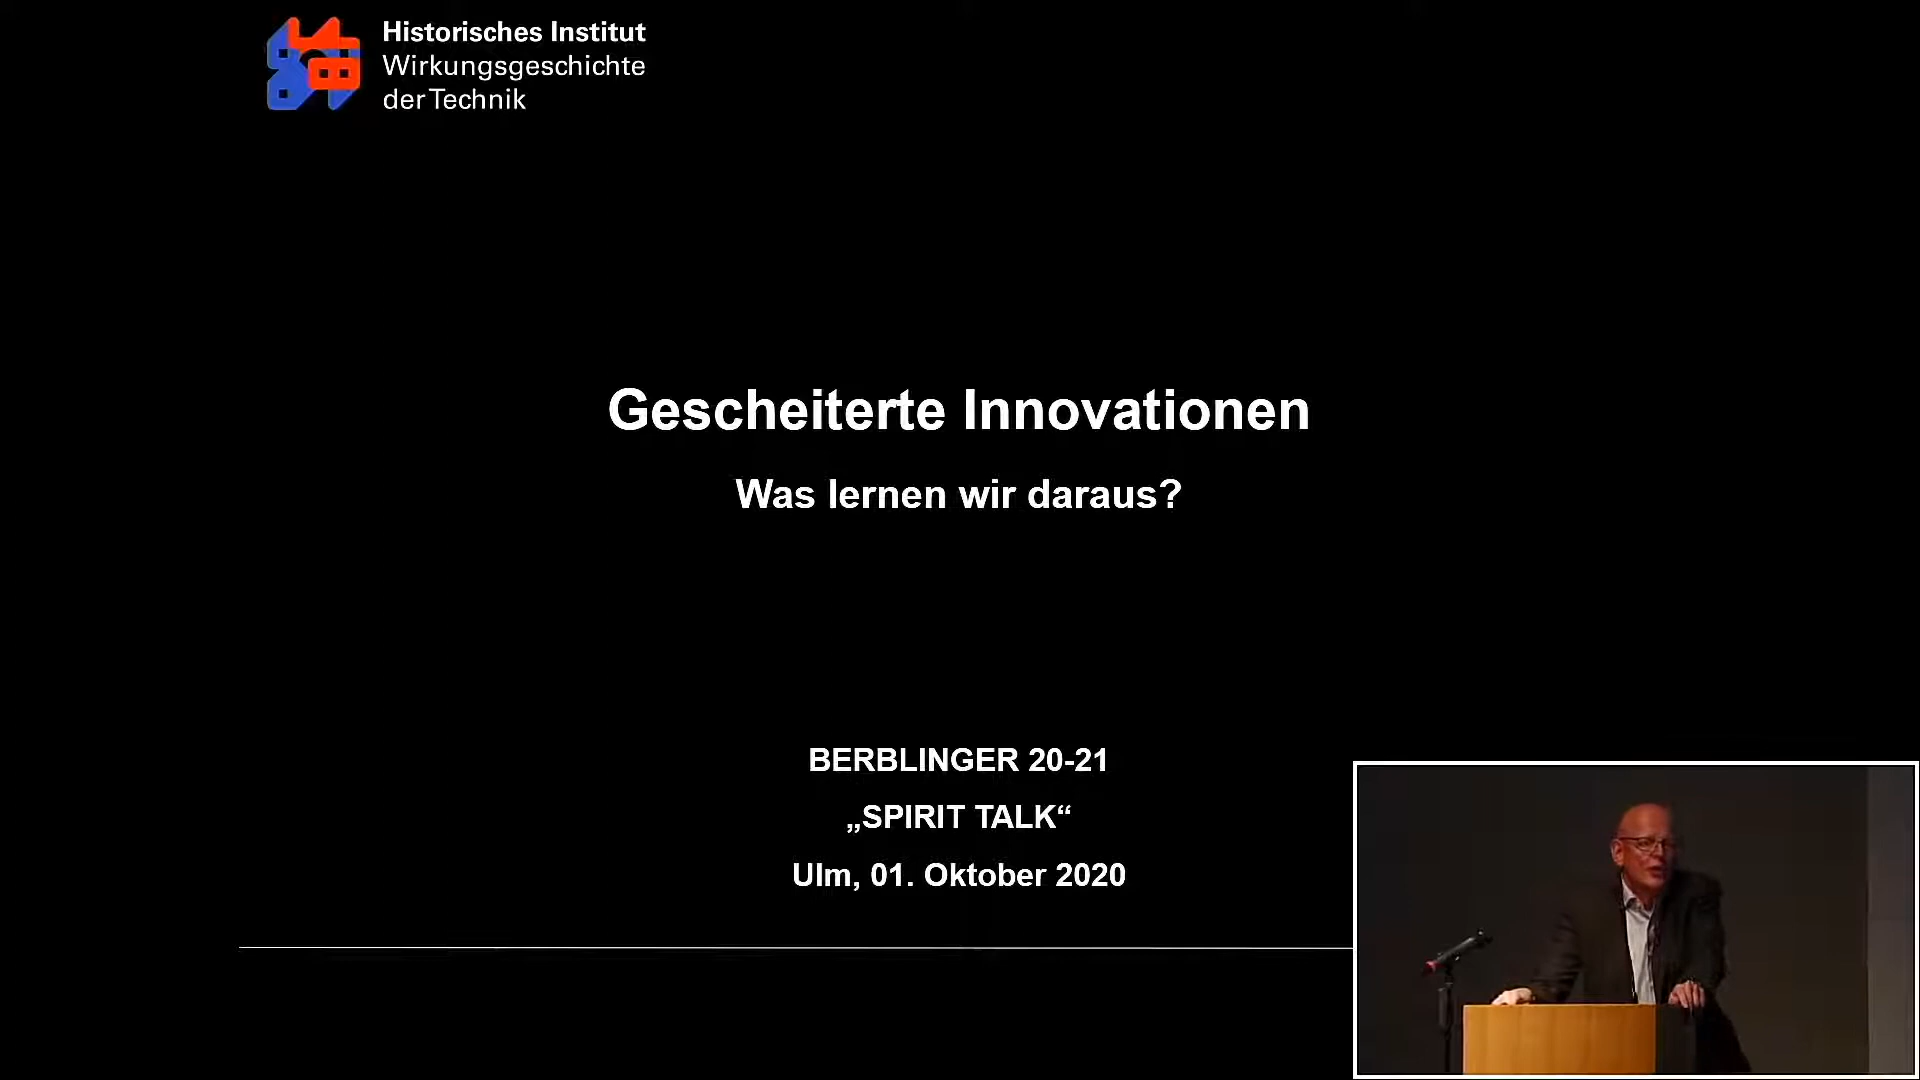 Historisches Institut
Wirkungsgeschichte
der Technik
Gescheiterte Innovationen
Was lernen wir daraus?
BERBLINGER 20-21
„SPIRIT TALK“
Ulm, 01. Oktober 2020